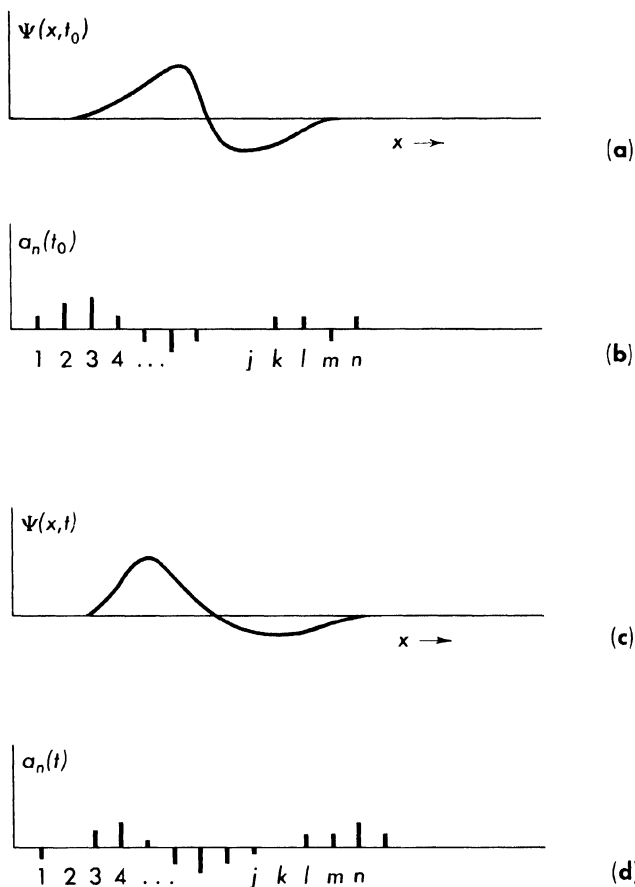 Ψ(x,t₀)
x →
(a)
aₙ(t₀)
1 2 3 4 ... j k l m n
(b)
Ψ(x,t)
x →
(c)
aₙ(t)
1 2 3 4 ... j k l m n
(d)